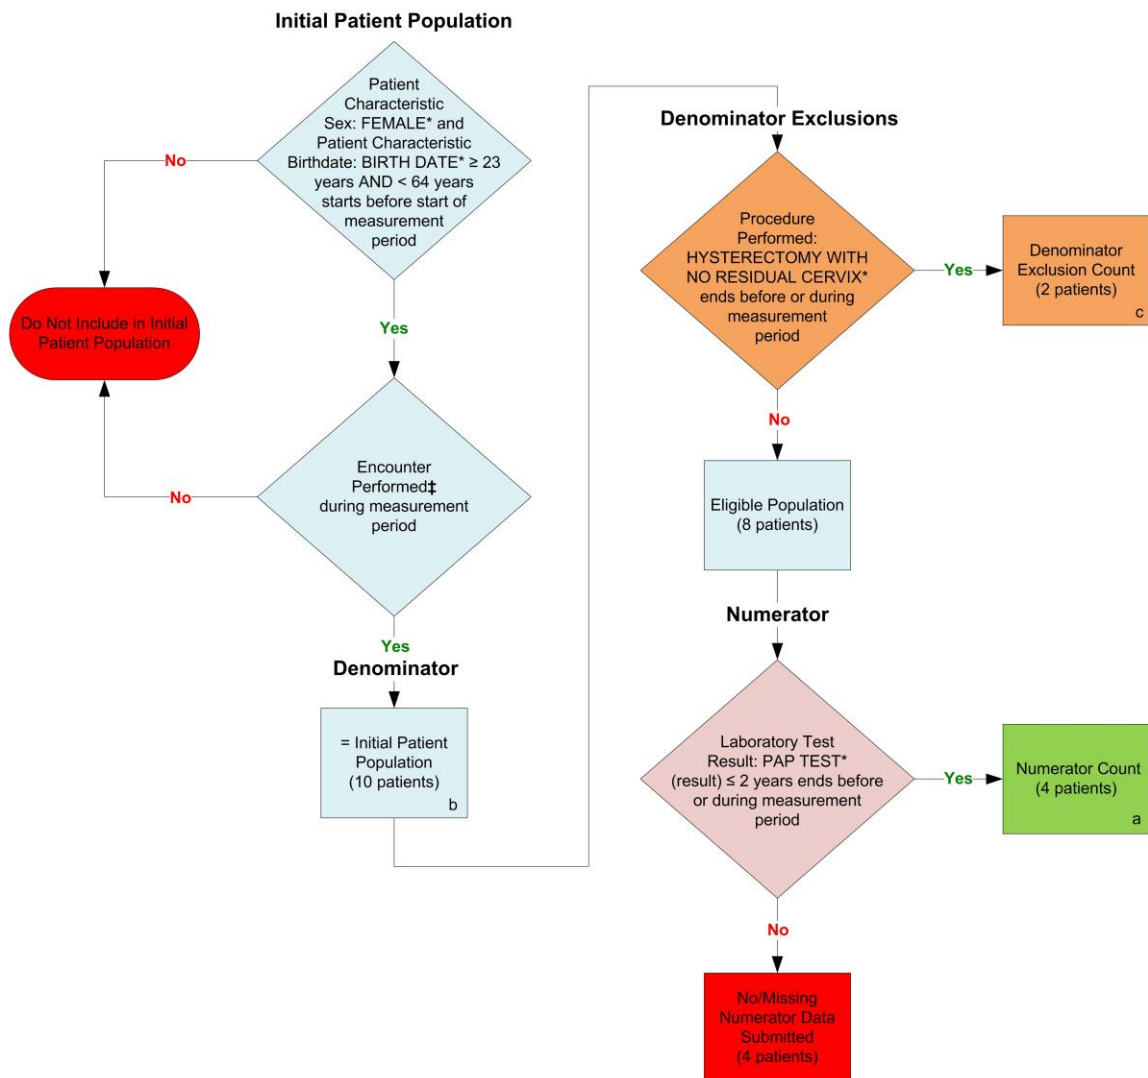 Initial Patient Population
Patient
Characteristic
Sex: FEMALE* and
Patient Characteristic
Birthdate: BIRTH DATE* ≥ 23
years AND < 64 years
starts before start of
measurement
period
No
Do Not Include in Initial
Patient Population
Yes
Encounter
Performed‡
during measurement
period
No
Yes
Denominator
= Initial Patient
Population
(10 patients)
b
Denominator Exclusions
Procedure
Performed:
HYSTERECTOMY WITH
NO RESIDUAL CERVIX*
ends before or during
measurement
period
Yes
Denominator
Exclusion Count
(2 patients)
c
No
Eligible Population
(8 patients)
Numerator
Laboratory Test
Result: PAP TEST*
(result) ≤ 2 years ends before
or during measurement
period
Yes
Numerator Count
(4 patients)
a
No
No/Missing
Numerator Data
Submitted
(4 patients)